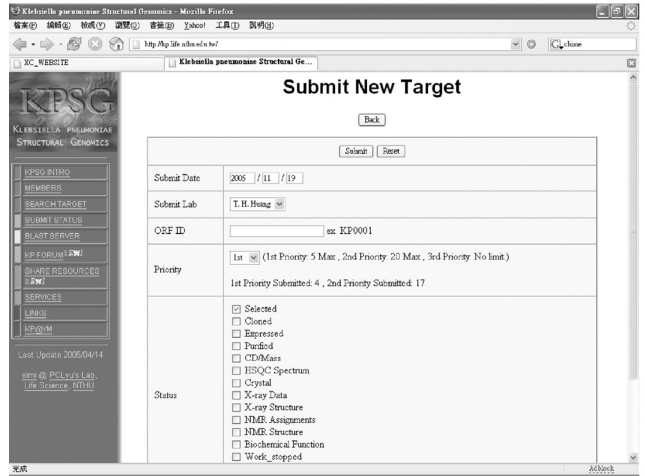 Klebsiella pneumoniae Structural Genomics - Mozilla Firefox
檔案(F) 編輯(E) 檢視(V) 瀏覽(G) 書籤(B) Yahoo! 工具(T) 說明(H)
http://kp.life.nthu.edu.tw/
XC_WEBSITE
Klebsiella pneumoniae Structural Ge...
KPSG
KLEBSIELLA PNEUMONIAE
STRUCTURAL GENOMICS
KPSG INTRO
MEMBERS
SEARCH TARGET
SUBMIT STATUS
BLAST SERVER
KP FORUM
SHARE RESOURCES
SERVICES
LINKS
KP@YM
Last Update 2005/04/14
simi @ PCLyu's Lab,
Life Science, NTHU
Submit New Target
Back
Submit Reset
Submit Date 2005 / 11 / 19
Submit Lab T. H. Huang
ORF ID ex. KP0001
Priority 1st (1st Priority: 5 Max , 2nd Priority: 20 Max , 3rd Priority: No limit )
1st Priority Submitted: 4 , 2nd Priority Submitted: 17
Status
Selected
Cloned
Expressed
Purified
CD/Mass
HSQC Spectrum
Crystal
X-ray Data
X-ray Structure
NMR Assignments
NMR Structure
Biochemical Function
Work_stopped
完成 Adblock